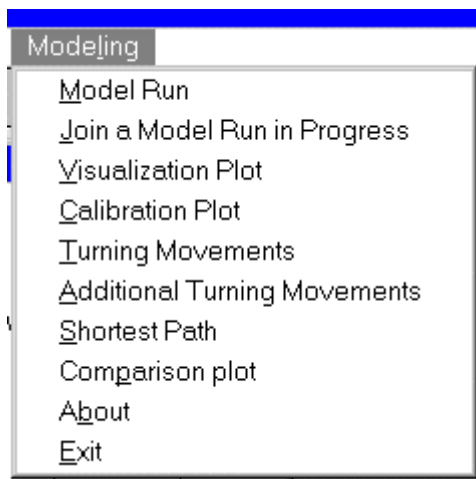 Modeling
Model Run
Join a Model Run in Progress
Visualization Plot
Calibration Plot
Turning Movements
Additional Turning Movements
Shortest Path
Comparison plot
About
Exit